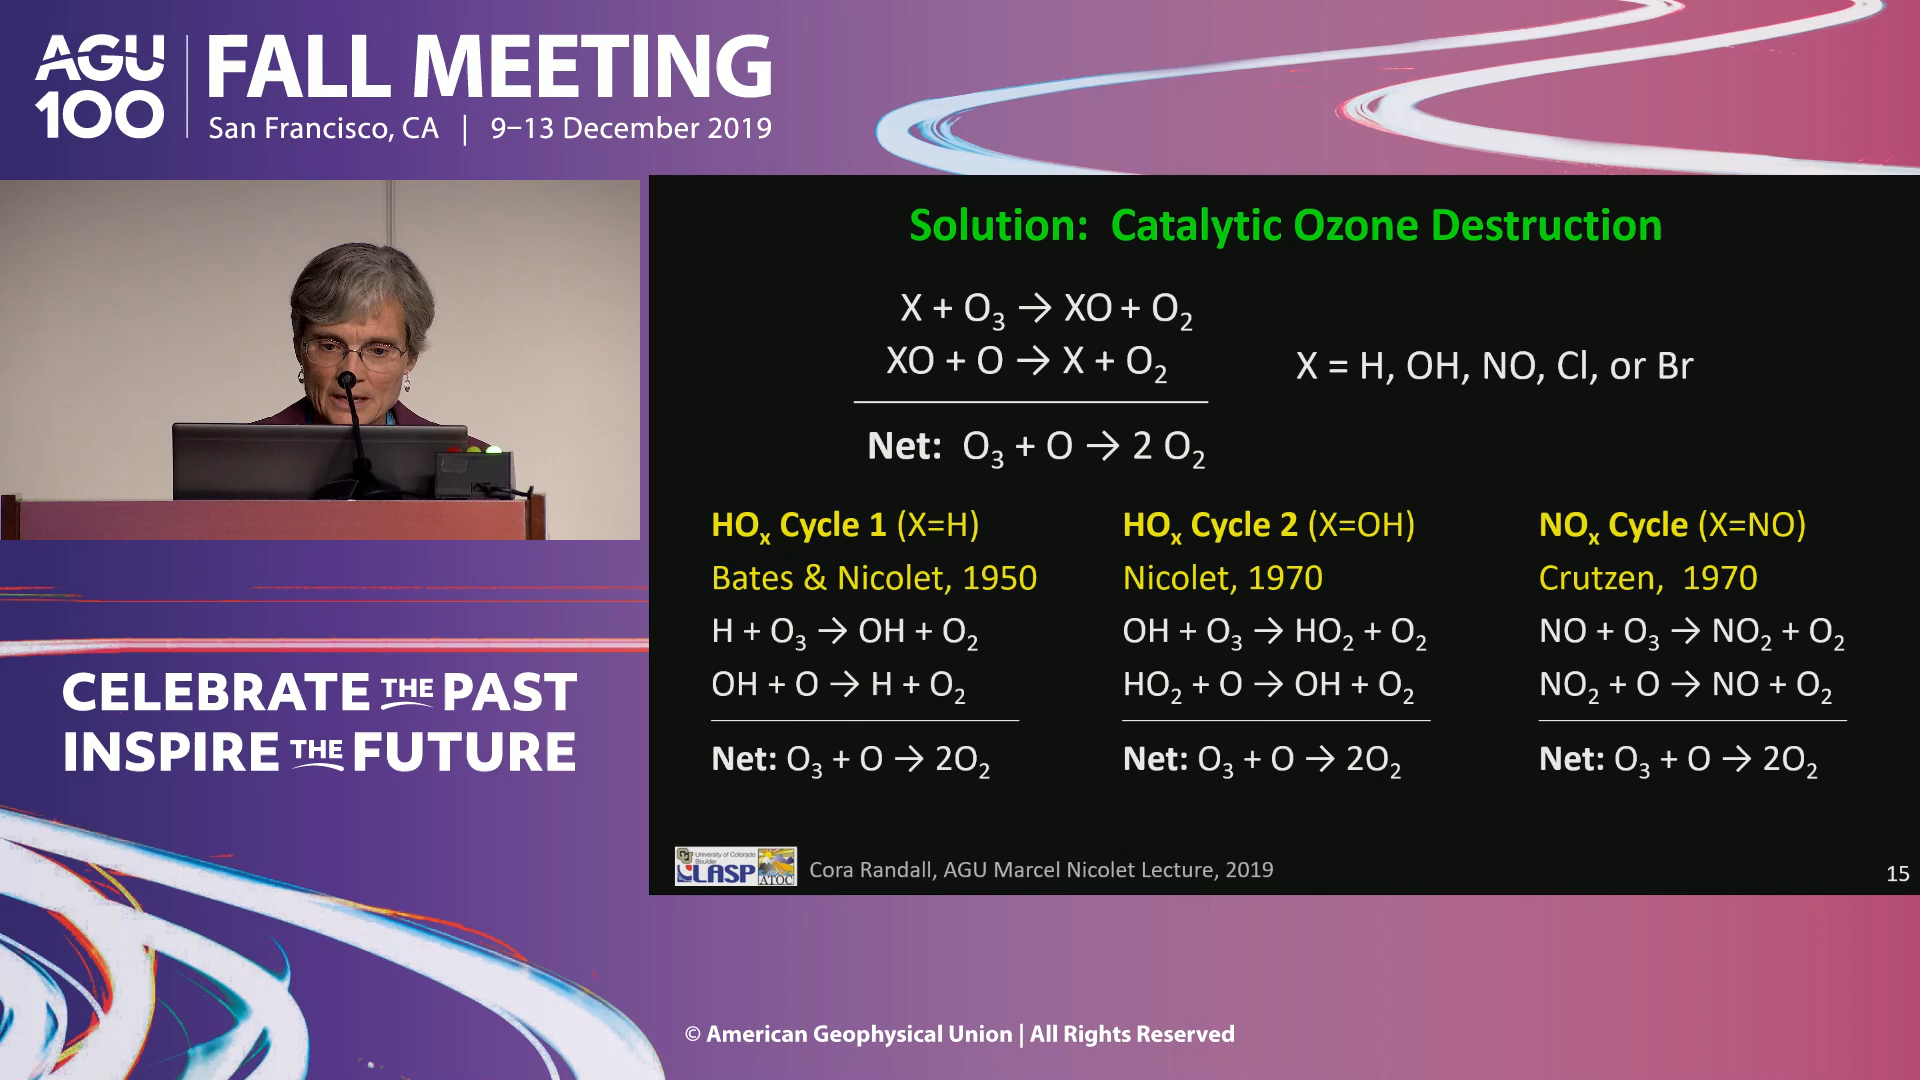 AGU
100
FALL MEETING
San Francisco, CA | 9–13 December 2019
Solution: Catalytic Ozone Destruction
X + O₃ → XO + O₂
XO + O → X + O₂
X = H, OH, NO, Cl, or Br
Net: O₃ + O → 2 O₂
HOₓ Cycle 1 (X=H)
Bates & Nicolet, 1950
H + O₃ → OH + O₂
OH + O → H + O₂
Net: O₃ + O → 2O₂
HOₓ Cycle 2 (X=OH)
Nicolet, 1970
OH + O₃ → HO₂ + O₂
HO₂ + O → OH + O₂
Net: O₃ + O → 2O₂
NOₓ Cycle (X=NO)
Crutzen, 1970
NO + O₃ → NO₂ + O₂
NO₂ + O → NO + O₂
Net: O₃ + O → 2O₂
University of Colorado
Boulder
LASP
ATOC
Cora Randall, AGU Marcel Nicolet Lecture, 2019
15
CELEBRATE THE PAST
INSPIRE THE FUTURE
© American Geophysical Union | All Rights Reserved